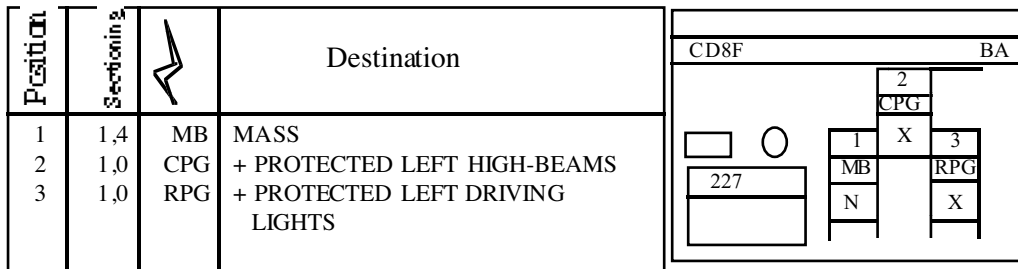 Position Sectioning Destination
1 1,4 MB MASS
2 1,0 CPG + PROTECTED LEFT HIGH-BEAMS
3 1,0 RPG + PROTECTED LEFT DRIVING
LIGHTS
CD8F BA
2
CPG
1 X 3
MB RPG
227
N X